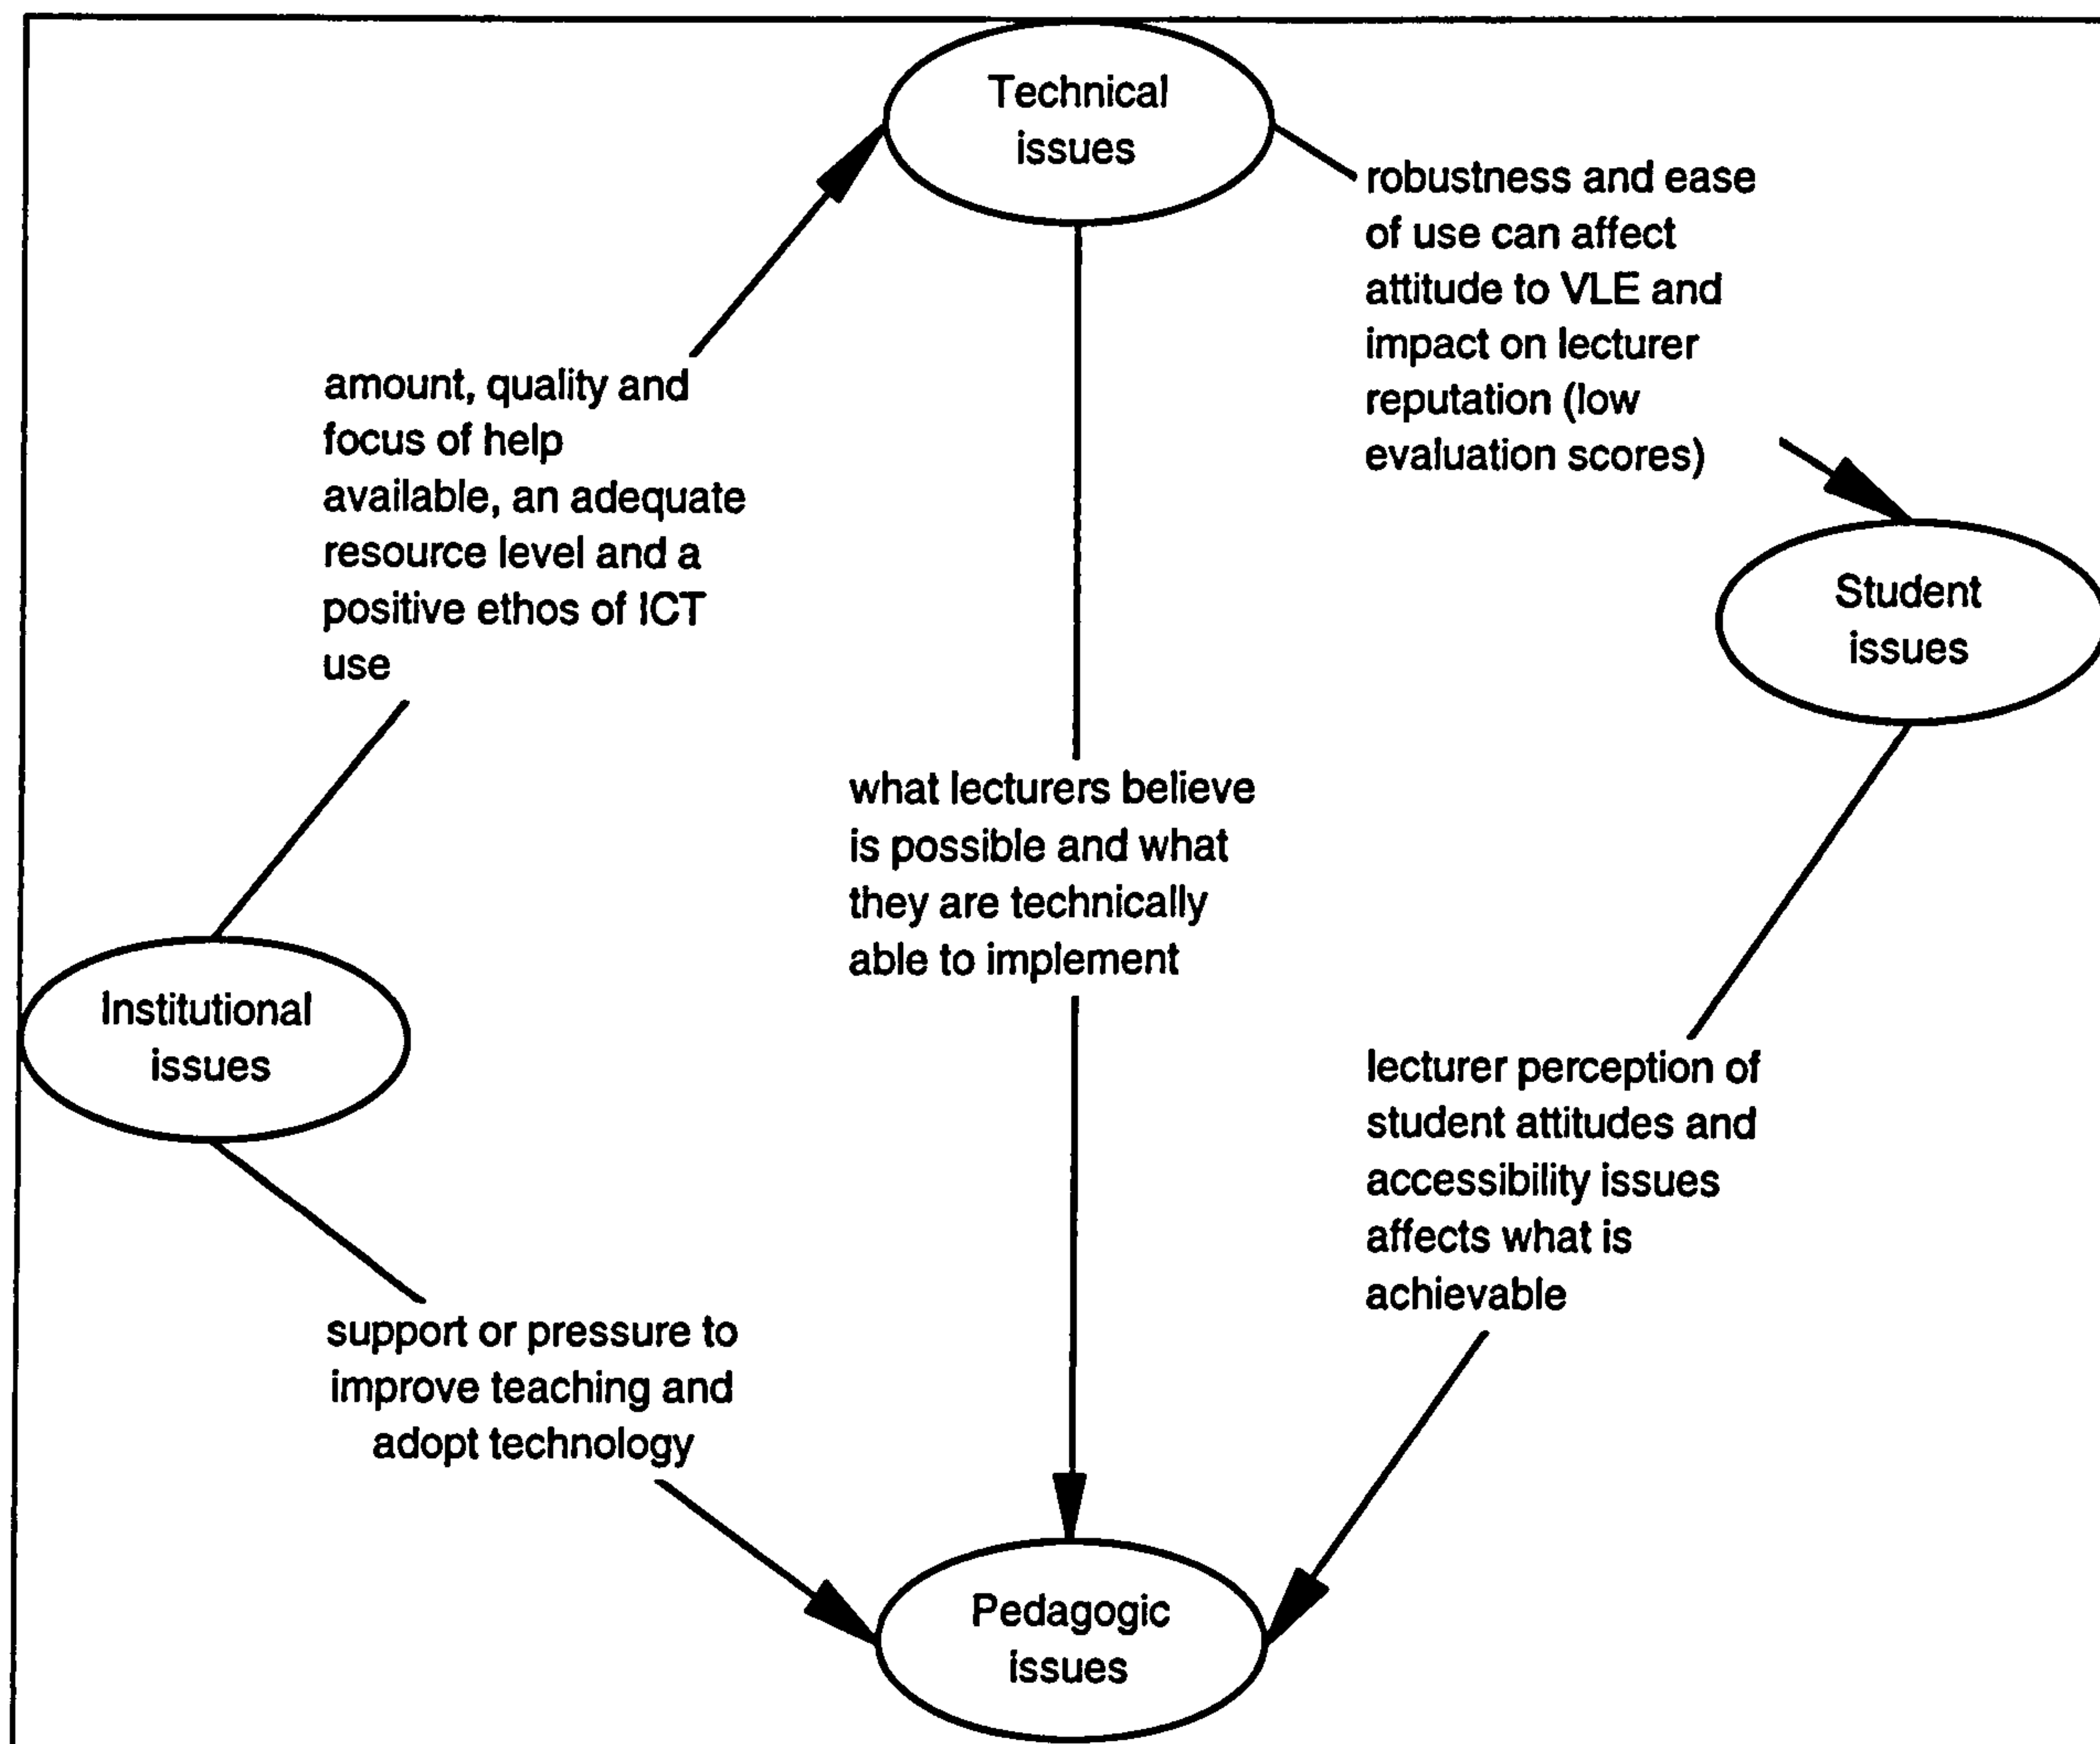 Technical
issues
robustness and ease
of use can affect
attitude to VLE and
impact on lecturer
reputation (low
evaluation scores)
amount, quality and
focus of help
available, an adequate
resource level and a
positive ethos of ICT
use
Student
issues
what lecturers believe
is possible and what
they are technically
able to implement
Institutional
issues
lecturer perception of
student attitudes and
accessibility issues
affects what is
achievable
support or pressure to
improve teaching and
adopt technology
Pedagogic
issues